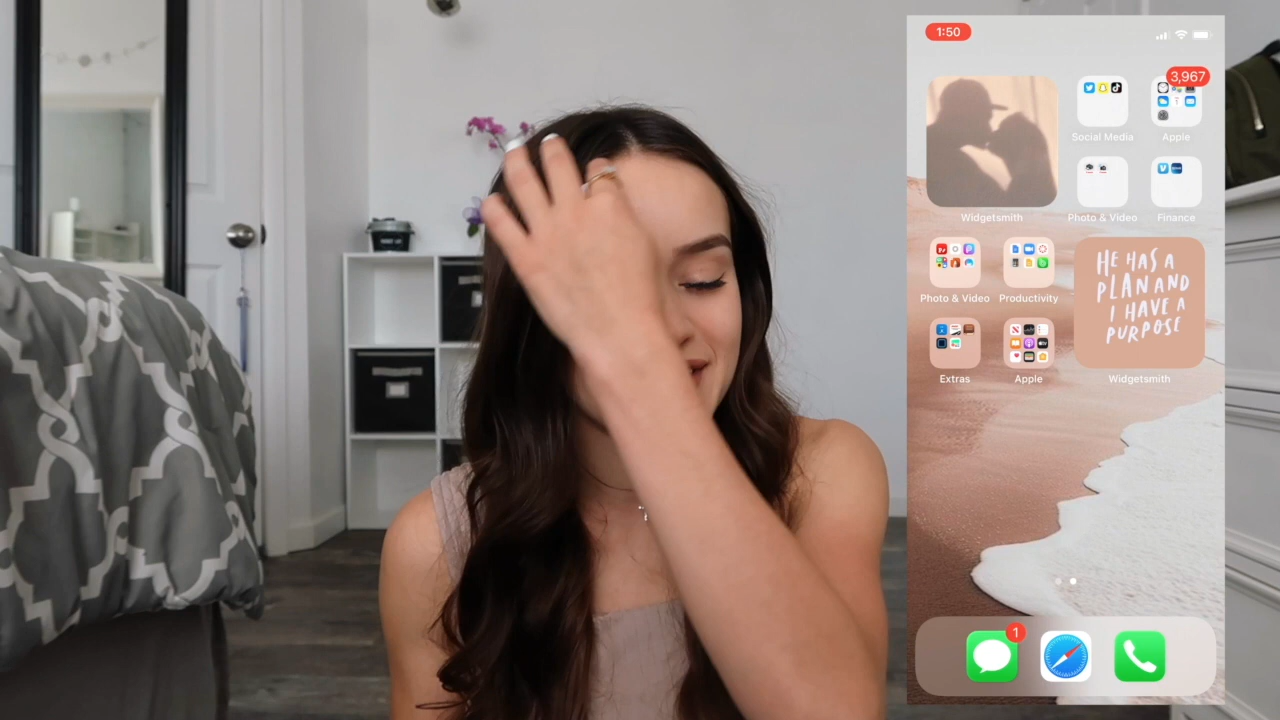 1:50
3,967
Social Media
Apple
Widgetsmith
Photo & Video
Finance
HE HAS A
PLAN AND
I HAVE A
PURPOSE
Photo & Video
Productivity
Extras
Apple
Widgetsmith
1